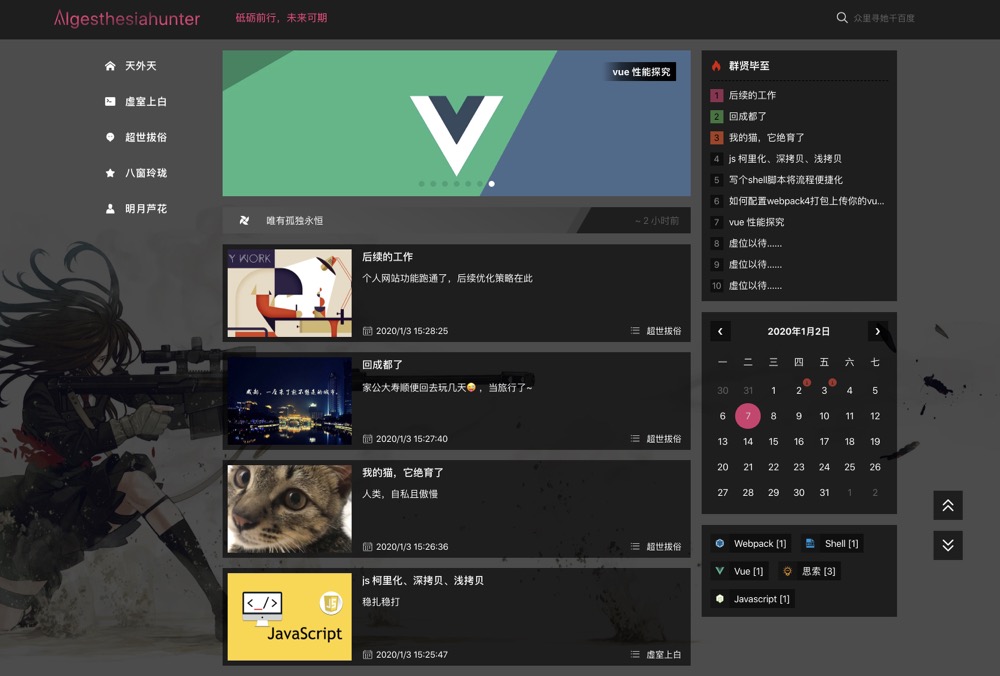 Algesthesiahunter
砥砺前行，未来可期
众里寻她千百度
天外天
虚室上白
超世拔俗
八窗玲珑
明月芦花
vue 性能探究
唯有孤独永恒
~ 2 小时前
Y WORK
后续的工作
个人网站功能跑通了，后续优化策略在此
2020/1/3 15:28:25
超世拔俗
成都，一座来了就不想走的城市。
回成都了
家公大寿顺便回去玩几天😜，当旅行了~
2020/1/3 15:27:40
超世拔俗
我的猫，它绝育了
人类，自私且傲慢
2020/1/3 15:26:36
超世拔俗
<_/>
JS
JavaScript
js 柯里化、深拷贝、浅拷贝
稳扎稳打
2020/1/3 15:25:47
虚室上白
群贤毕至
1 后续的工作
2 回成都了
3 我的猫，它绝育了
4 js 柯里化、深拷贝、浅拷贝
5 写个shell脚本将流程便捷化
6 如何配置webpack4打包上传你的vu...
7 vue 性能探究
8 虚位以待......
9 虚位以待......
10 虚位以待......
2020年1月2日
一 二 三 四 五 六 七
30 31 1 2 1 3 1 4 5
6 7 8 9 10 11 12
13 14 15 16 17 18 19
20 21 22 23 24 25 26
27 28 29 30 31 1 2
Webpack [1] Shell [1]
Vue [1] 思索 [3]
Javascript [1]